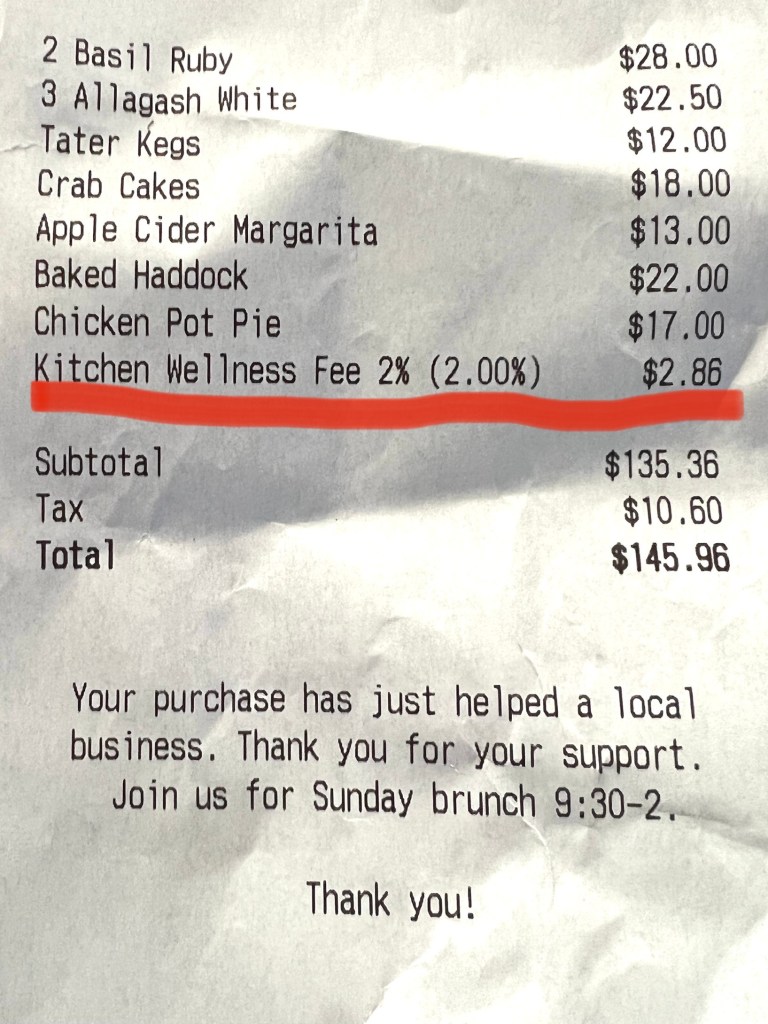 2 Basil Ruby $28.00
3 Allagash White $22.50
Tater Kegs $12.00
Crab Cakes $18.00
Apple Cider Margarita $13.00
Baked Haddock $22.00
Chicken Pot Pie $17.00
Kitchen Wellness Fee 2% (2.00%) $2.86
Subtotal $135.36
Tax $10.60
Total $145.96
Your purchase has just helped a local
business. Thank you for your support.
Join us for Sunday brunch 9:30-2.
Thank you!